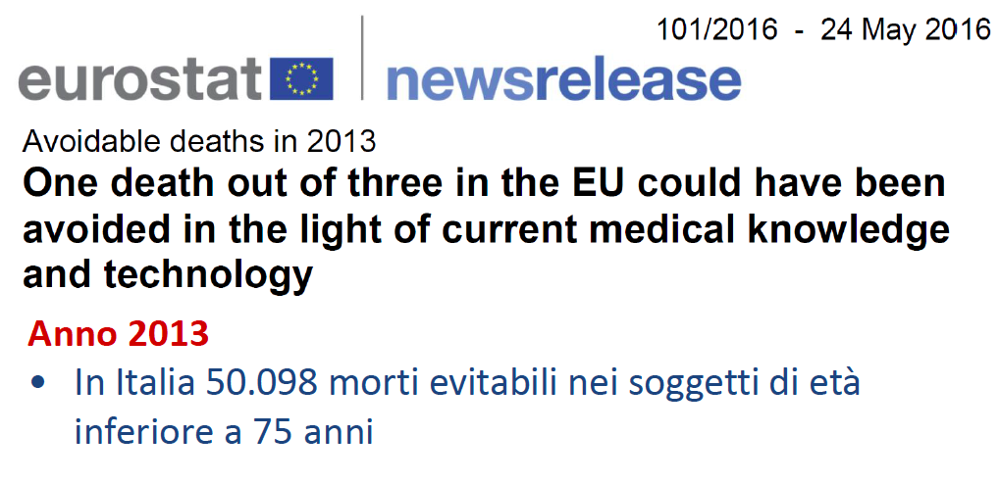 101/2016 - 24 May 2016
eurostat newsrelease
Avoidable deaths in 2013
One death out of three in the EU could have been
avoided in the light of current medical knowledge
and technology
Anno 2013
• In Italia 50.098 morti evitabili nei soggetti di età
inferiore a 75 anni